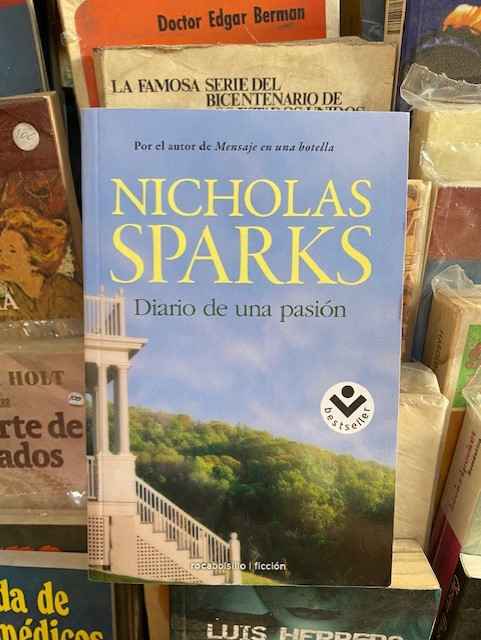 Doctor Edgar Berman
LA FAMOSA SERIE DEL
BICENTENARIO DE
Por el autor de Mensaje en una botella
NICHOLAS
SPARKS
Diario de una pasión
bestseller
rocabolsillo | ficción
HOLT
rte de
ados
da de
médicos
LUIS HERRERO